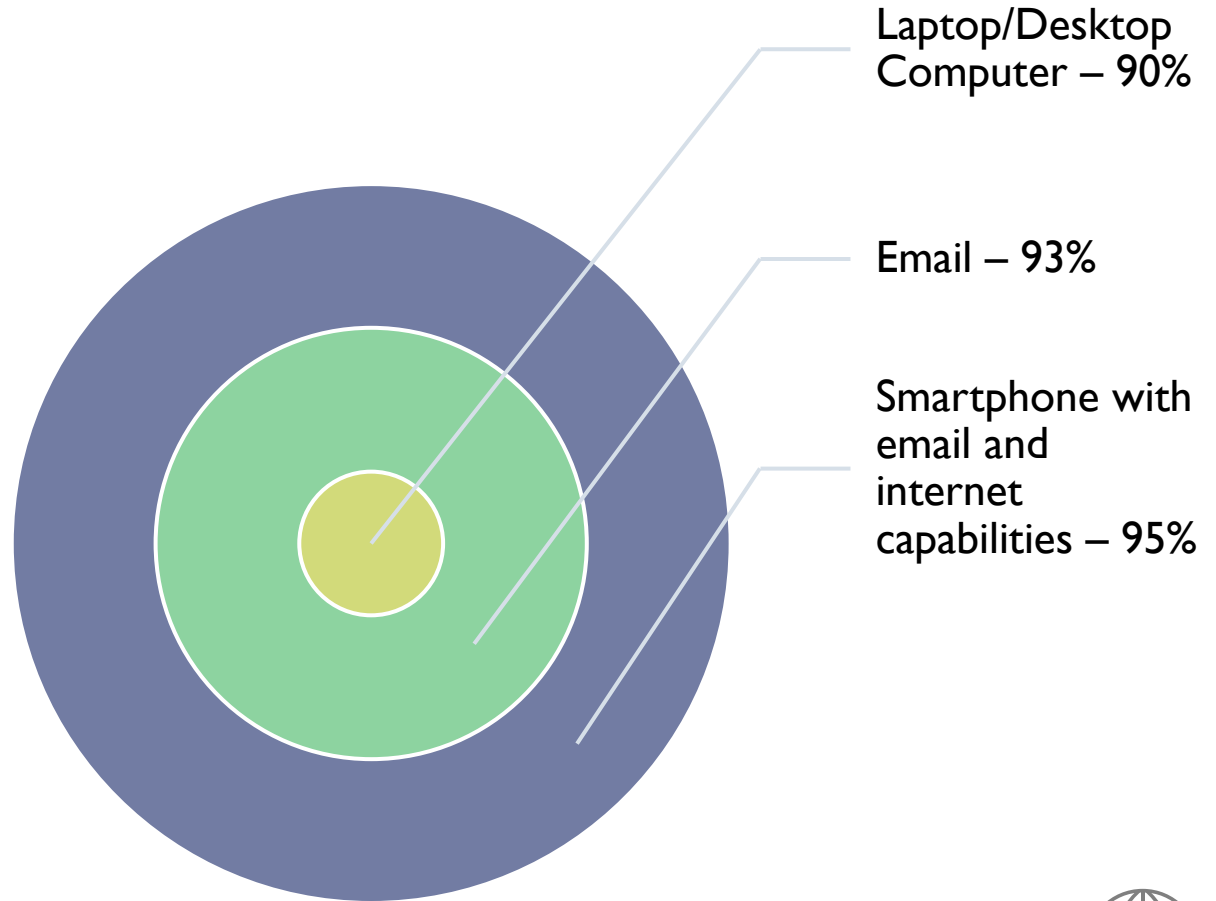 Laptop/Desktop
Computer – 90%
Email – 93%
Smartphone with
email and
internet
capabilities – 95%